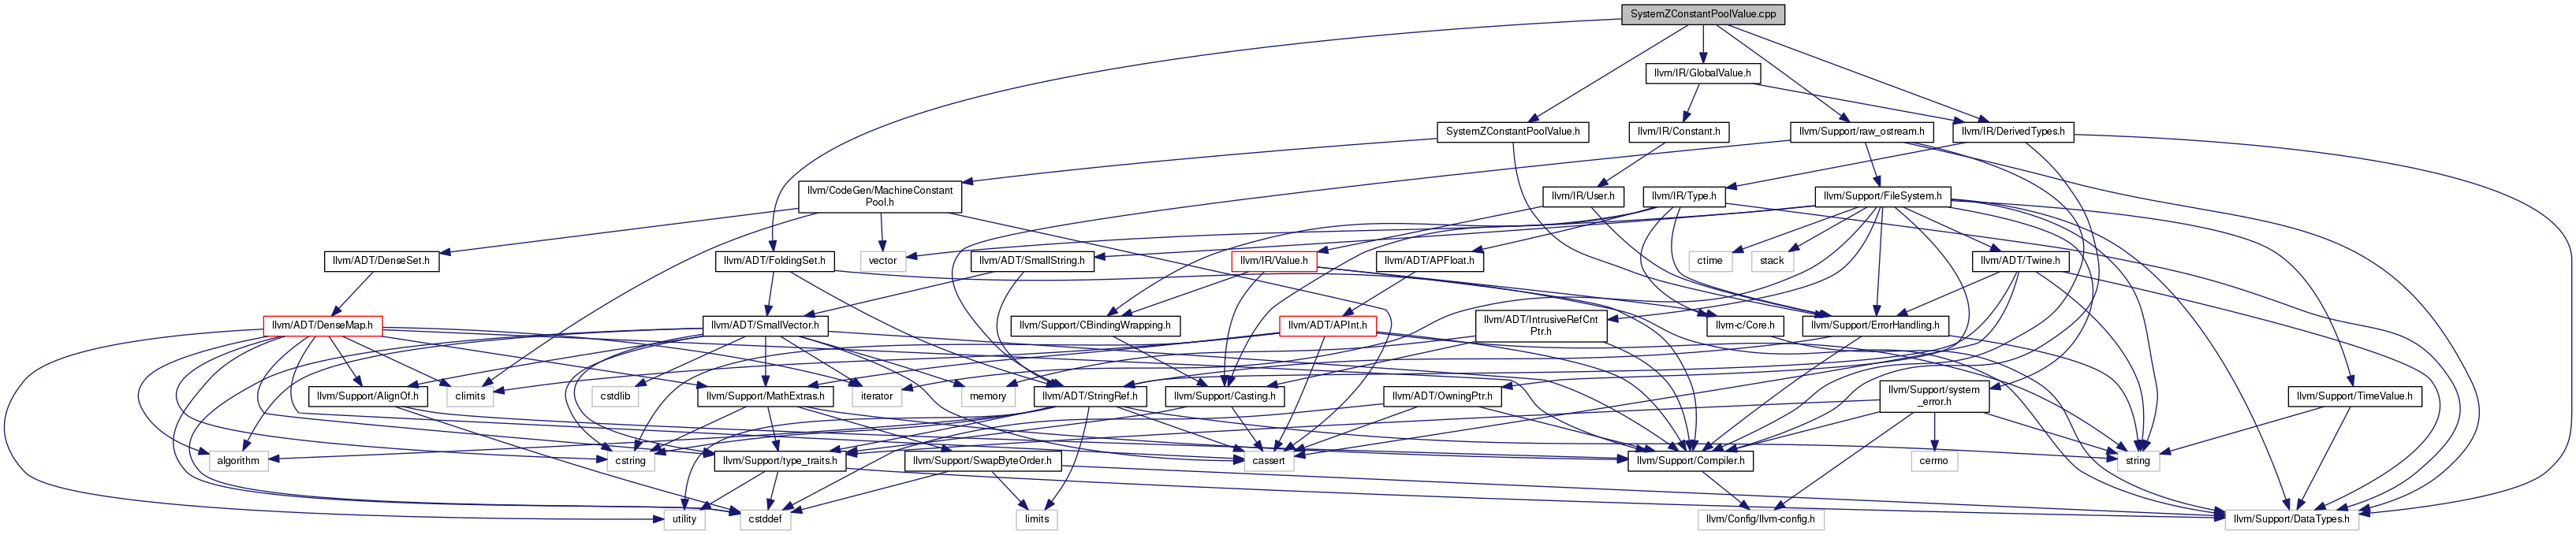 SystemZConstantPoolValue.cpp
llvm/IR/GlobalValue.h
SystemZConstantPoolValue.h
llvm/IR/Constant.h
llvm/Support/raw_ostream.h
llvm/IR/DerivedTypes.h
llvm/CodeGen/MachineConstant
Pool.h
llvm/IR/User.h
llvm/IR/Type.h
llvm/Support/FileSystem.h
llvm/ADT/DenseSet.h
llvm/ADT/FoldingSet.h
vector
llvm/ADT/SmallString.h
llvm/IR/Value.h
llvm/ADT/APFloat.h
ctime
stack
llvm/ADT/Twine.h
llvm/ADT/DenseMap.h
llvm/ADT/SmallVector.h
llvm/Support/CBindingWrapping.h
llvm/ADT/APInt.h
llvm/ADT/IntrusiveRefCnt
Ptr.h
llvm-c/Core.h
llvm/Support/ErrorHandling.h
llvm/Support/AlignOf.h
climits
cstdlib
llvm/Support/MathExtras.h
iterator
memory
llvm/ADT/StringRef.h
llvm/Support/Casting.h
llvm/ADT/OwningPtr.h
llvm/Support/system
_error.h
llvm/Support/TimeValue.h
algorithm
cstring
llvm/Support/type_traits.h
llvm/Support/SwapByteOrder.h
cassert
llvm/Support/Compiler.h
cerrno
string
utility
cstddef
limits
llvm/Config/llvm-config.h
llvm/Support/DataTypes.h